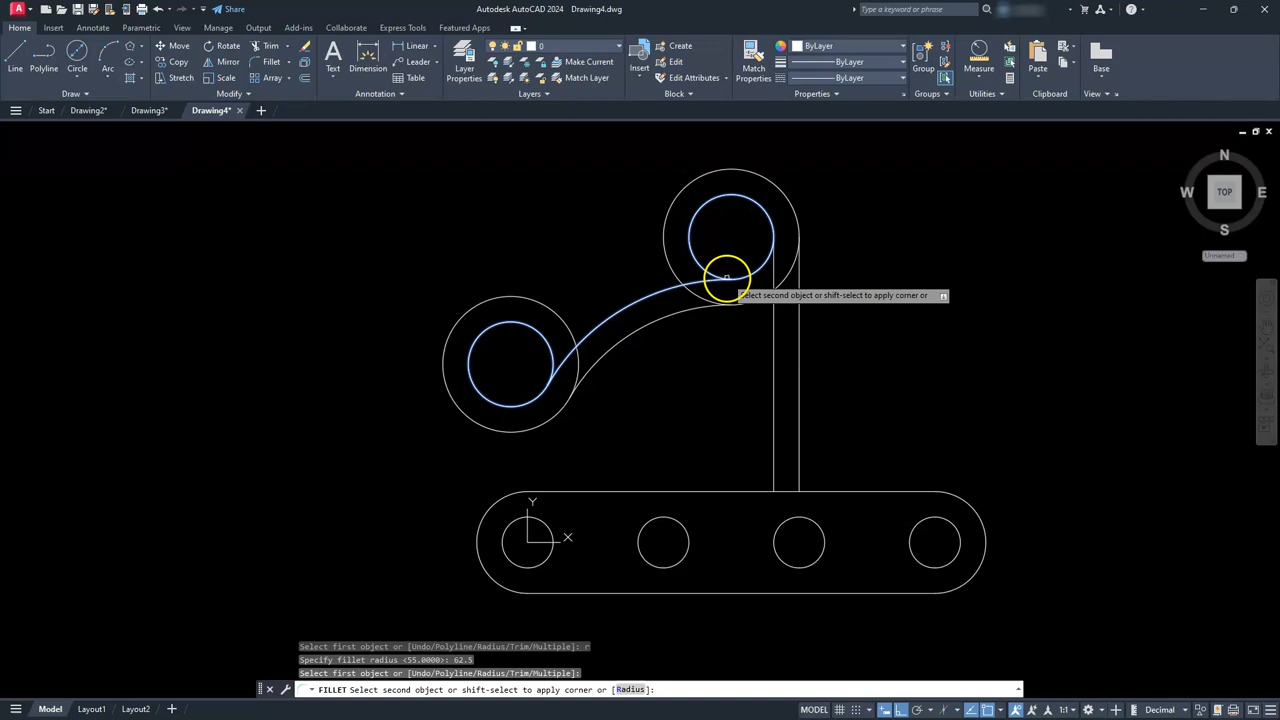 Share
Autodesk AutoCAD 2024 Drawing4.dwg
Type a keyword or phrase
Home Insert Annotate Parametric View Manage Output Add-ins Collaborate Express Tools Featured Apps
Line Polyline Circle Arc
Move Rotate Trim
Copy Mirror Fillet
Stretch Scale Array
Text Dimension
Linear
Leader
Table
Layer Properties
0
Make Current
Match Layer
Insert
Create
Edit
Edit Attributes
Match Properties
ByLayer
ByLayer
ByLayer
Group
Measure
Paste
Base
Draw Modify Annotation Layers Block Properties Groups Utilities Clipboard View
Start Drawing2* Drawing3* Drawing4*
N
W TOP E
S
Unnamed
Select second object or shift-select to apply corner or
Y
X
Select first object or [Undo/Polyline/Radius/Trim/Multiple]: r
Specify fillet radius <55.0000>: 62.5
Select first object or [Undo/Polyline/Radius/Trim/Multiple]:
FILLET Select second object or shift-select to apply corner or [Radius]:
Model Layout1 Layout2
MODEL 1:1 Decimal